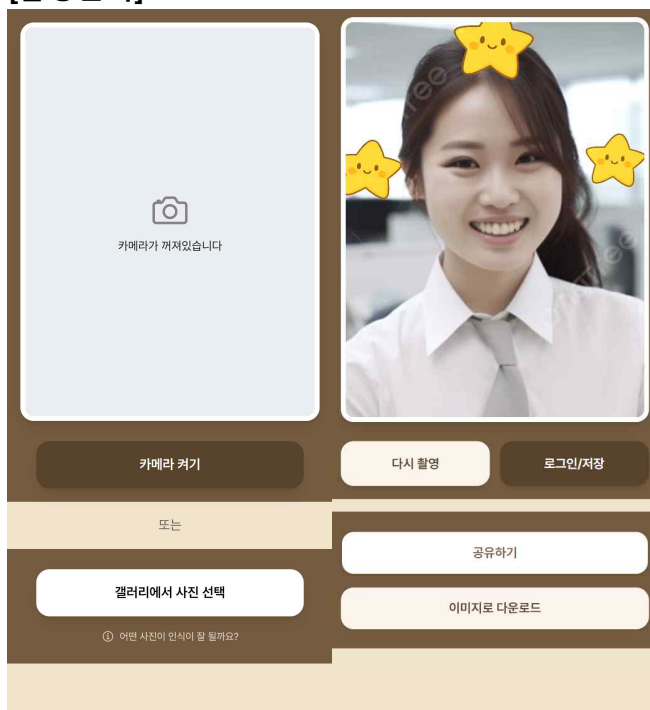 카메라가 꺼져있습니다
카메라 켜기
또는
갤러리에서 사진 선택
어떤 사진이 인식이 잘 될까요?
다시 촬영
로그인/저장
공유하기
이미지로 다운로드